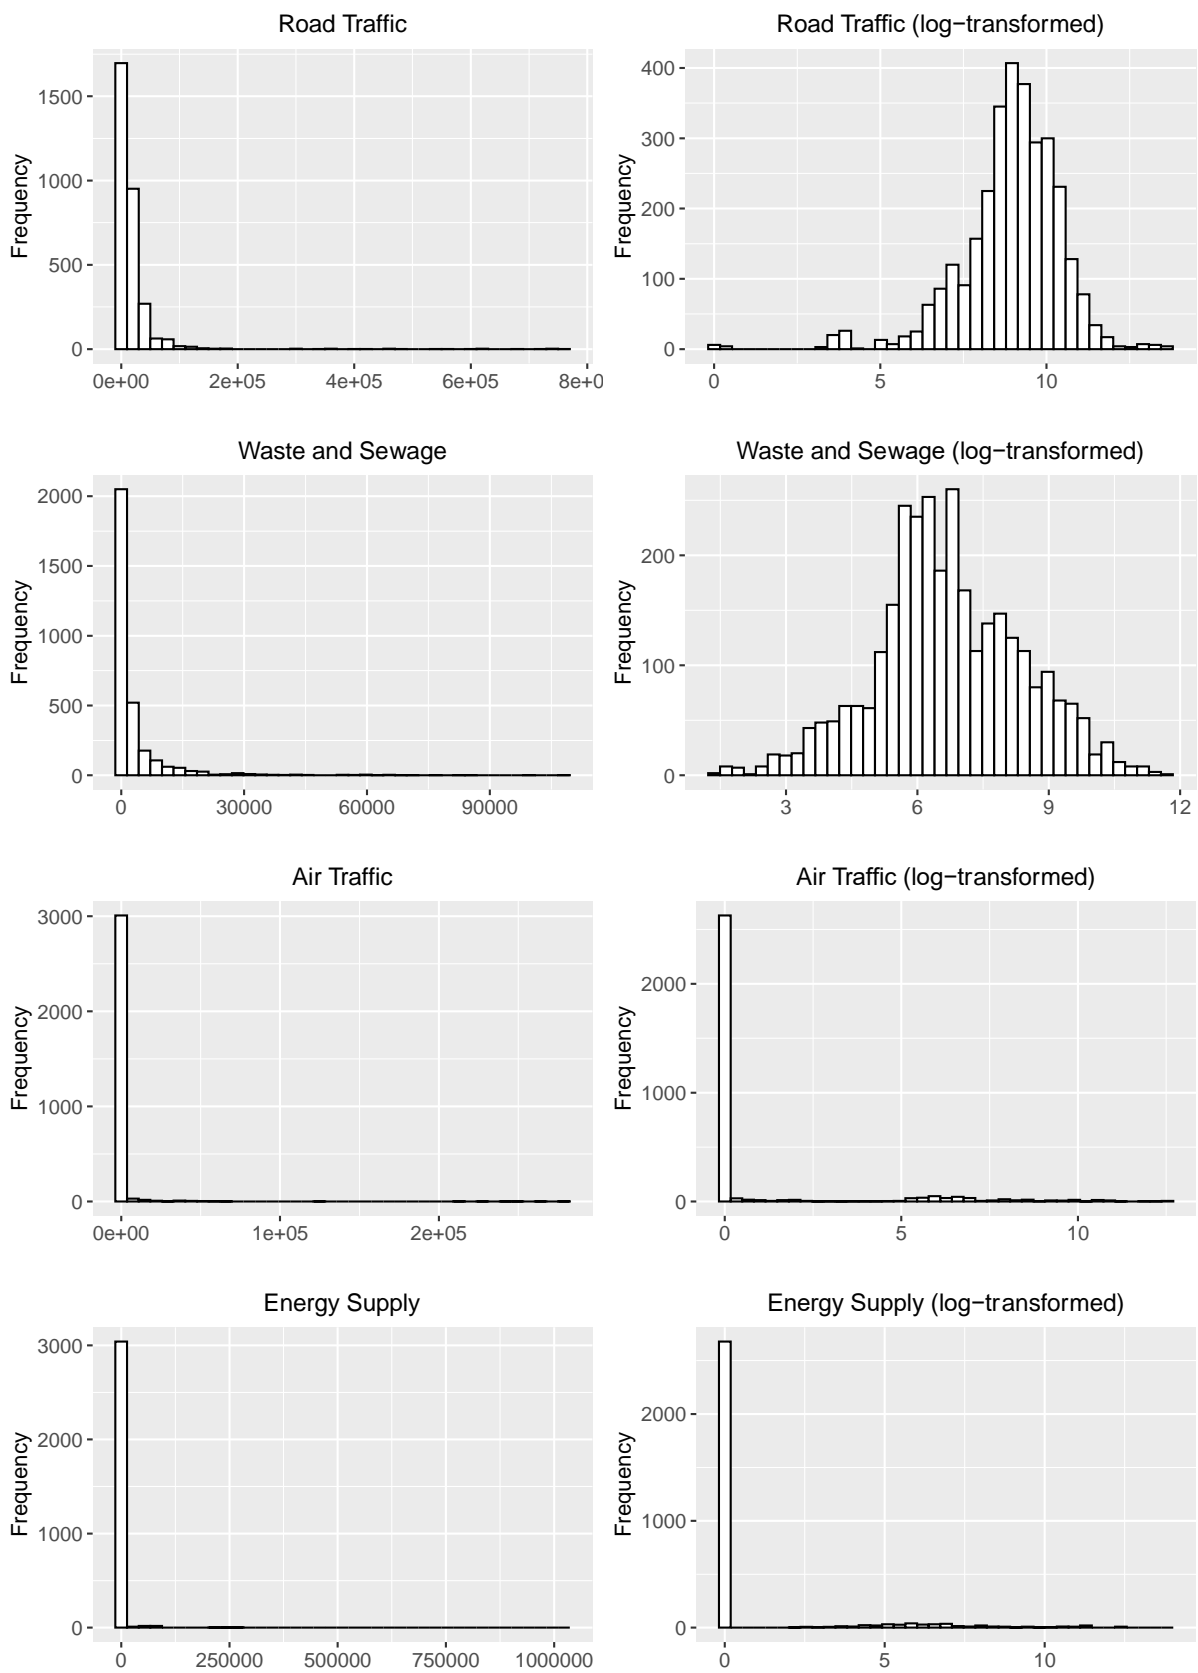 Road Traffic
Frequency
1500
1000
500
0
0e+00 2e+05 4e+05 6e+05 8e+0
Road Traffic (log−transformed)
Frequency
400
300
200
100
0
0 5 10
Waste and Sewage
Frequency
2000
1500
1000
500
0
0 30000 60000 90000
Waste and Sewage (log−transformed)
Frequency
200
100
0
3 6 9 12
Air Traffic
Frequency
3000
2000
1000
0
0e+00 1e+05 2e+05
Air Traffic (log−transformed)
Frequency
2000
1000
0
0 5 10
Energy Supply
Frequency
3000
2000
1000
0
0 250000 500000 750000 1000000
Energy Supply (log−transformed)
Frequency
2000
1000
0
0 5 10